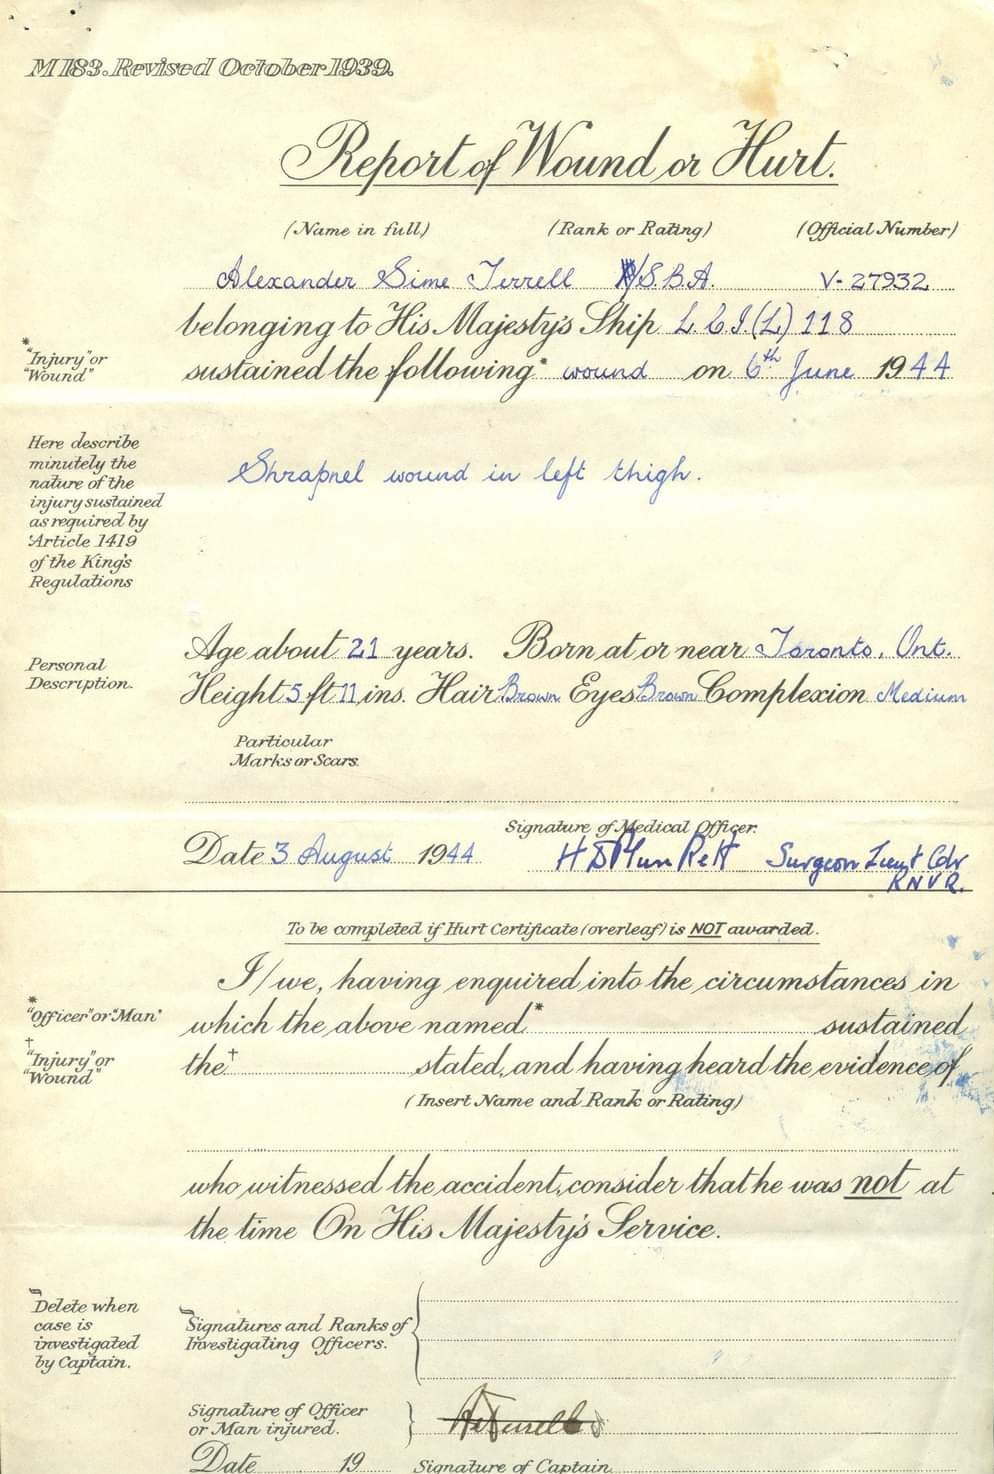 M 183. Revised October 1939.
Report of Wound or Hurt.
(Name in full) (Rank or Rating) (Official Number)
Alexander Sime Terrell A/S.B.A. V-27932
belonging to His Majesty's Ship L.C.I.(L) 118
* "Injury" or "Wound"
sustained the following* wound on 6th June 1944
Here describe
minutely the
nature of the
injury sustained
as required by
Article 1419
of the King's
Regulations
Shrapnel wound in left thigh.
Personal
Description.
Age about 21 years. Born at or near Toronto, Ont.
Height 5 ft 11 ins. Hair Brown Eyes Brown Complexion Medium
Particular
Marks or Scars.
Signature of Medical Officer.
Date 3 August 1944 Surgeon Lieut Cdr
RNVR.
To be completed if Hurt Certificate (overleaf) is NOT awarded.
I/we, having enquired into the circumstances in
* "Officer" or "Man"
which the above named* sustained
† "Injury" or
"Wound"
the† stated, and having heard the evidence of
(Insert Name and Rank or Rating)
who witnessed the accident, consider that he was not at
the time On His Majesty's Service.
Delete when
case is
investigated
by Captain.
Signatures and Ranks of
Investigating Officers.
Signature of Officer
or Man injured.
Date 19 Signature of Captain